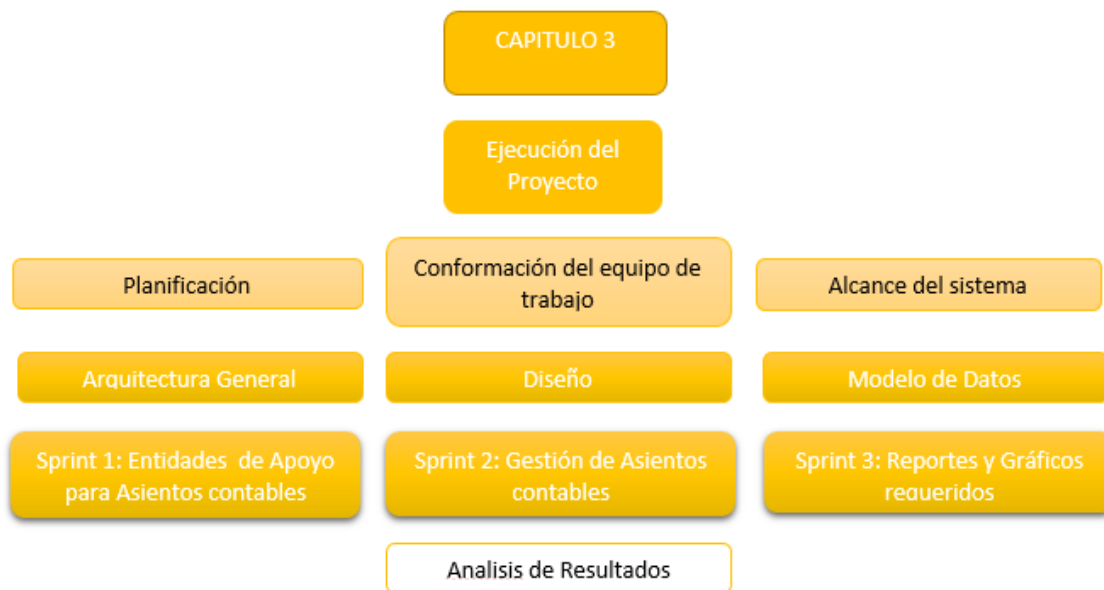 CAPITULO 3
Ejecución del
Proyecto
Planificación
Conformación del equipo de
trabajo
Alcance del sistema
Arquitectura General
Diseño
Modelo de Datos
Sprint 1: Entidades de Apoyo
para Asientos contables
Sprint 2: Gestión de Asientos
contables
Sprint 3: Reportes y Gráficos
requeridos
Analisis de Resultados